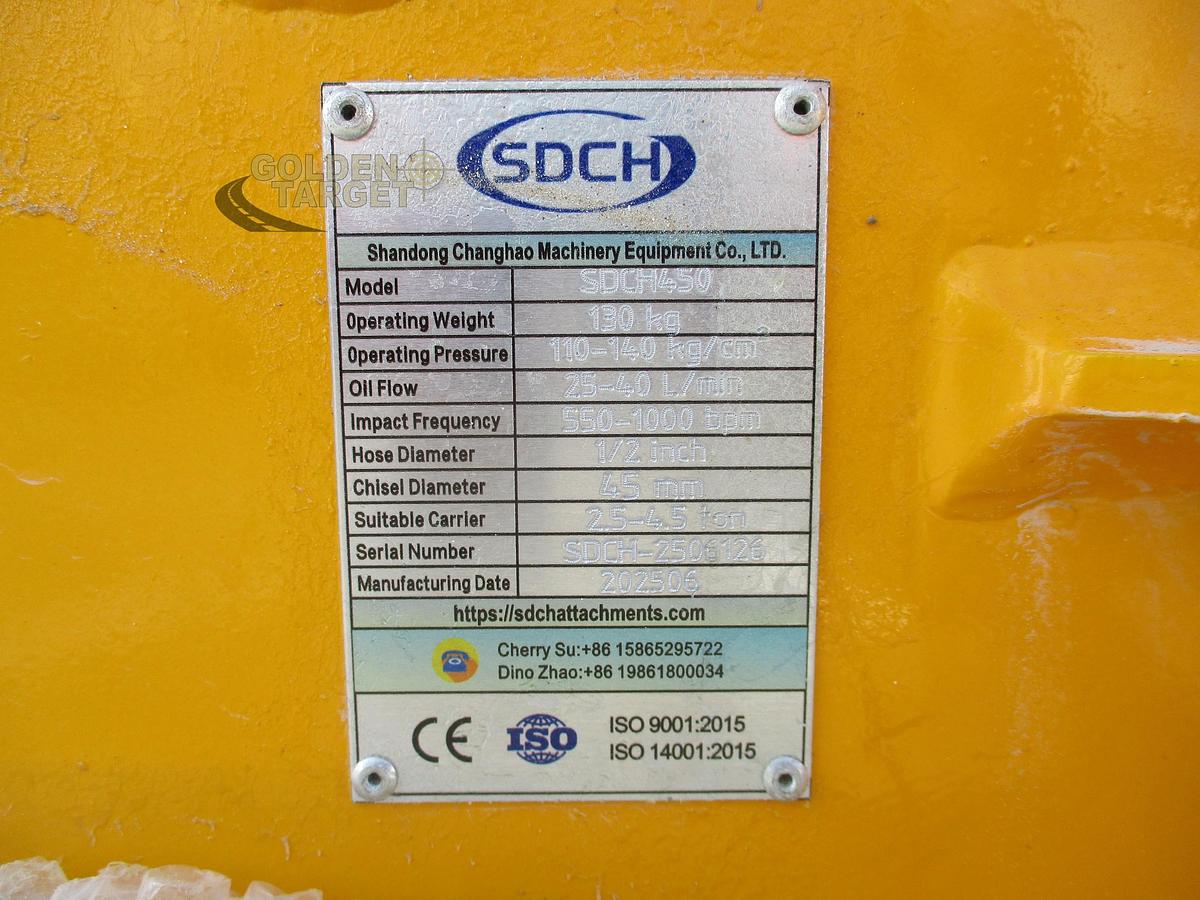 GOLDEN
TARGET
SDCH
Shandong Changhao Machinery Equipment Co., LTD.
Model SDCH450
Operating Weight 130 kg
Operating Pressure 110-140 kg/cm²
Oil Flow 25-40 L/min
Impact Frequency 550-1000 bpm
Hose Diameter 1/2 inch
Chisel Diameter 45 mm
Suitable Carrier 2.5-4.5 ton
Serial Number SDCH-2506126
Manufacturing Date 202506
https://sdchattachments.com
Cherry Su:+86 15865295722
Dino Zhao:+86 19861800034
CE ISO ISO 9001:2015
ISO 14001:2015